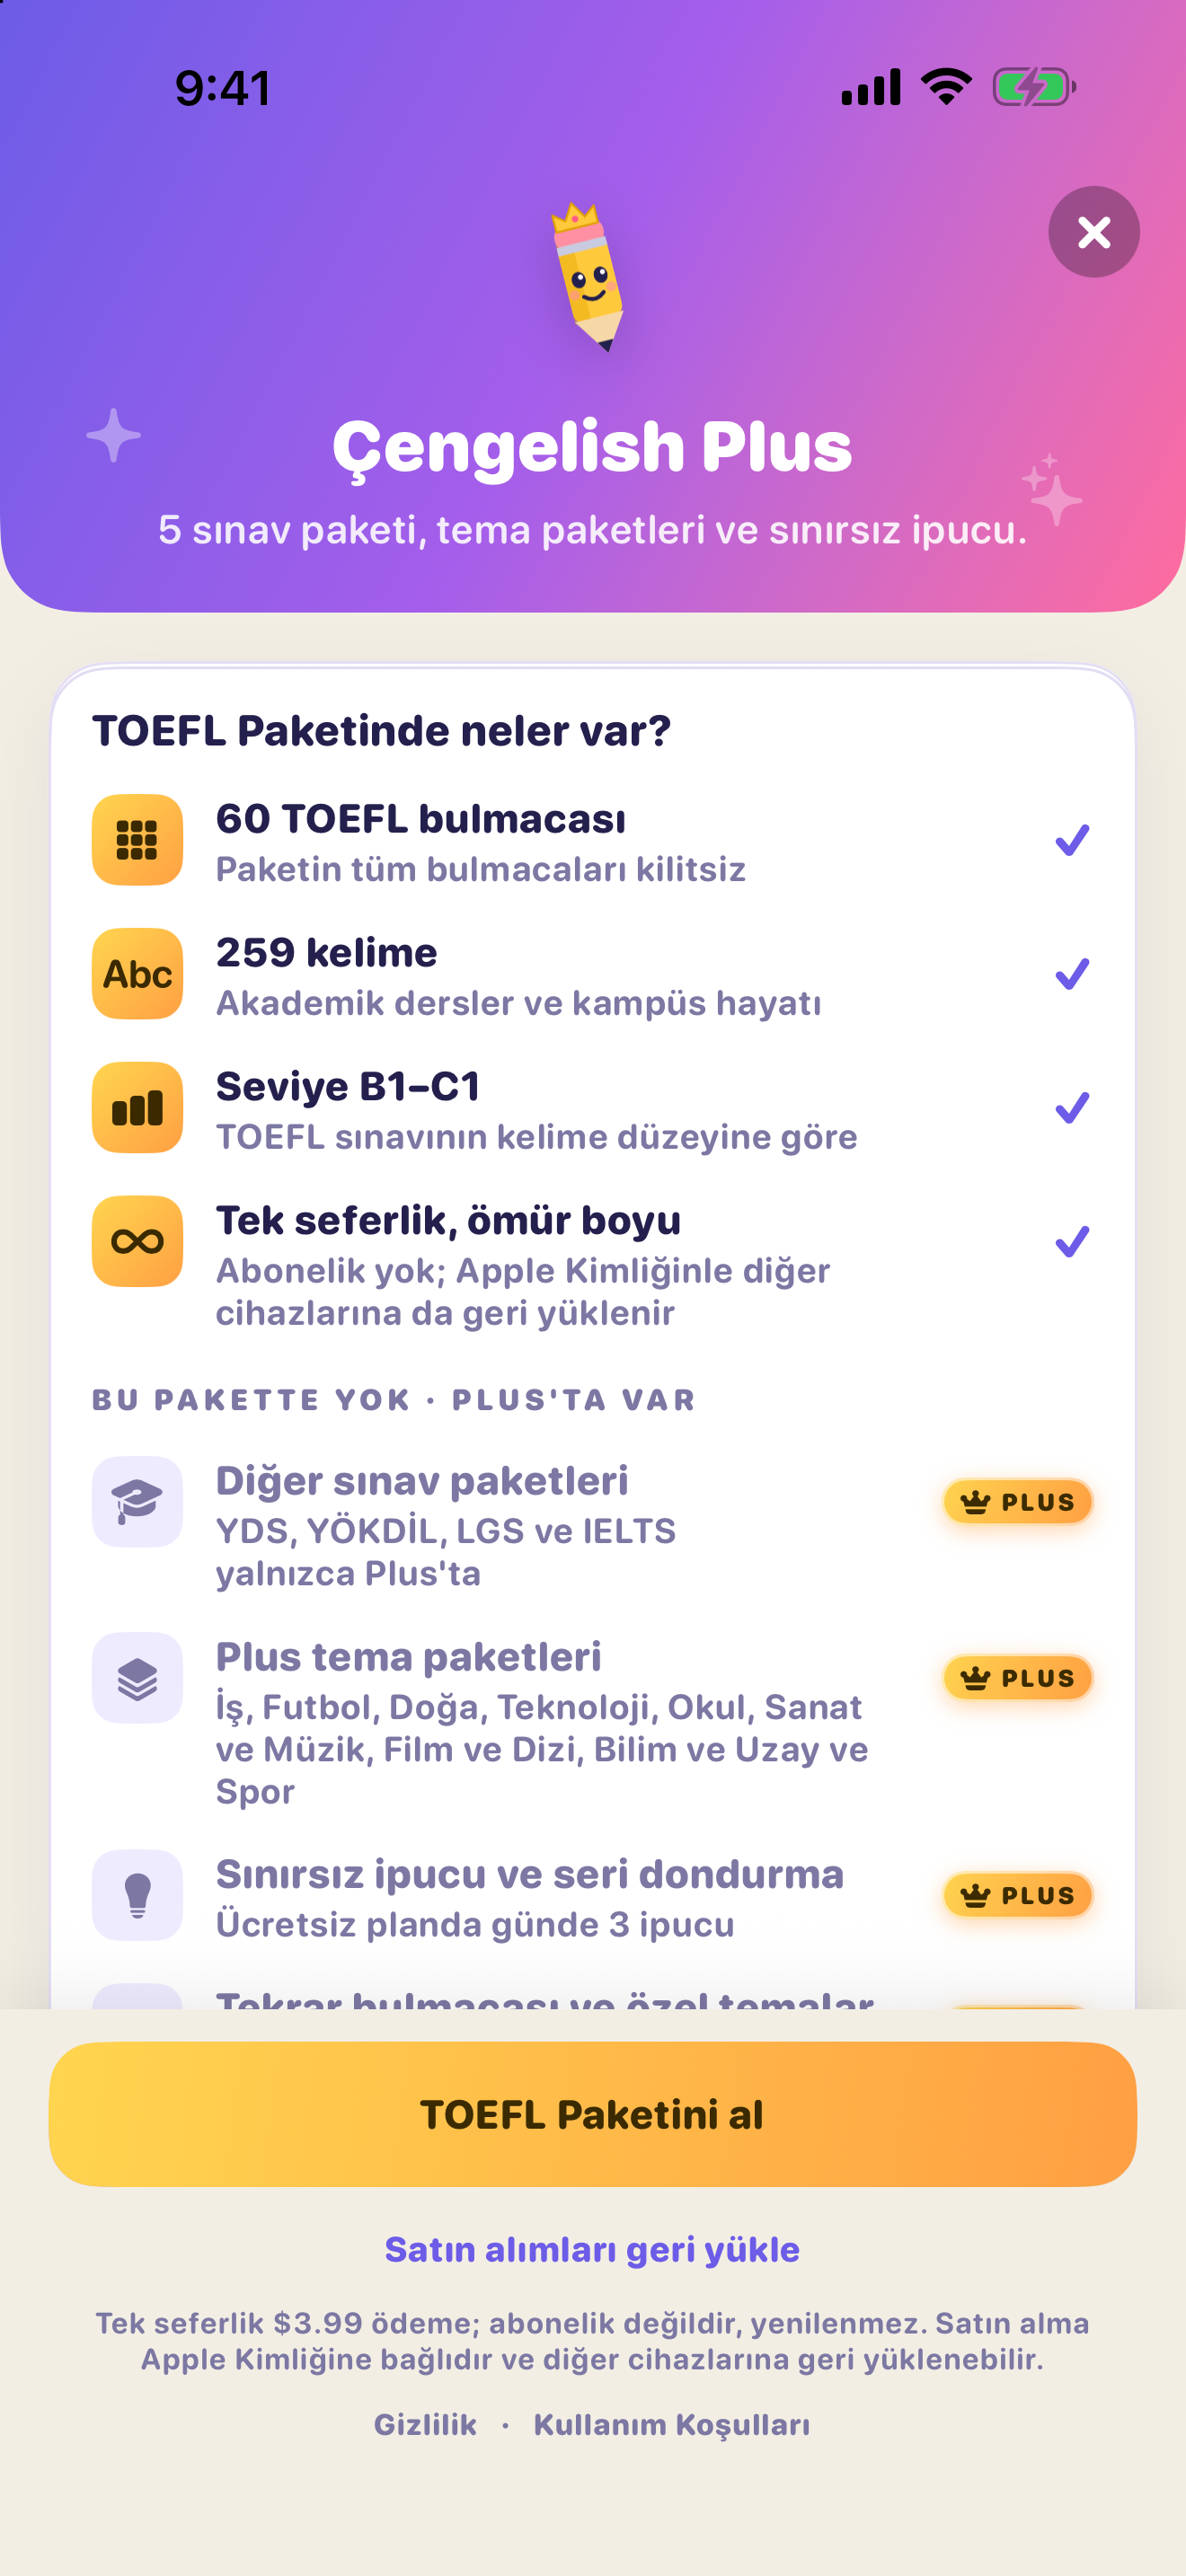 9:41
Çengelish Plus
5 sınav paketi, tema paketleri ve sınırsız ipucu.
TOEFL Paketinde neler var?
60 TOEFL bulmacası
Paketin tüm bulmacaları kilitsiz
Abc
259 kelime
Akademik dersler ve kampüs hayatı
Seviye B1–C1
TOEFL sınavının kelime düzeyine göre
Tek seferlik, ömür boyu
Abonelik yok; Apple Kimliğinle diğer
cihazlarına da geri yüklenir
BU PAKETTE YOK · PLUS'TA VAR
Diğer sınav paketleri
PLUS
YDS, YÖKDİL, LGS ve IELTS
yalnızca Plus'ta
Plus tema paketleri
PLUS
İş, Futbol, Doğa, Teknoloji, Okul, Sanat
ve Müzik, Film ve Dizi, Bilim ve Uzay ve
Spor
Sınırsız ipucu ve seri dondurma
PLUS
Ücretsiz planda günde 3 ipucu
Tekrar bulmacası ve özel temalar
TOEFL Paketini al
Satın alımları geri yükle
Tek seferlik $3.99 ödeme; abonelik değildir, yenilenmez. Satın alma
Apple Kimliğine bağlıdır ve diğer cihazlarına geri yüklenebilir.
Gizlilik · Kullanım Koşulları